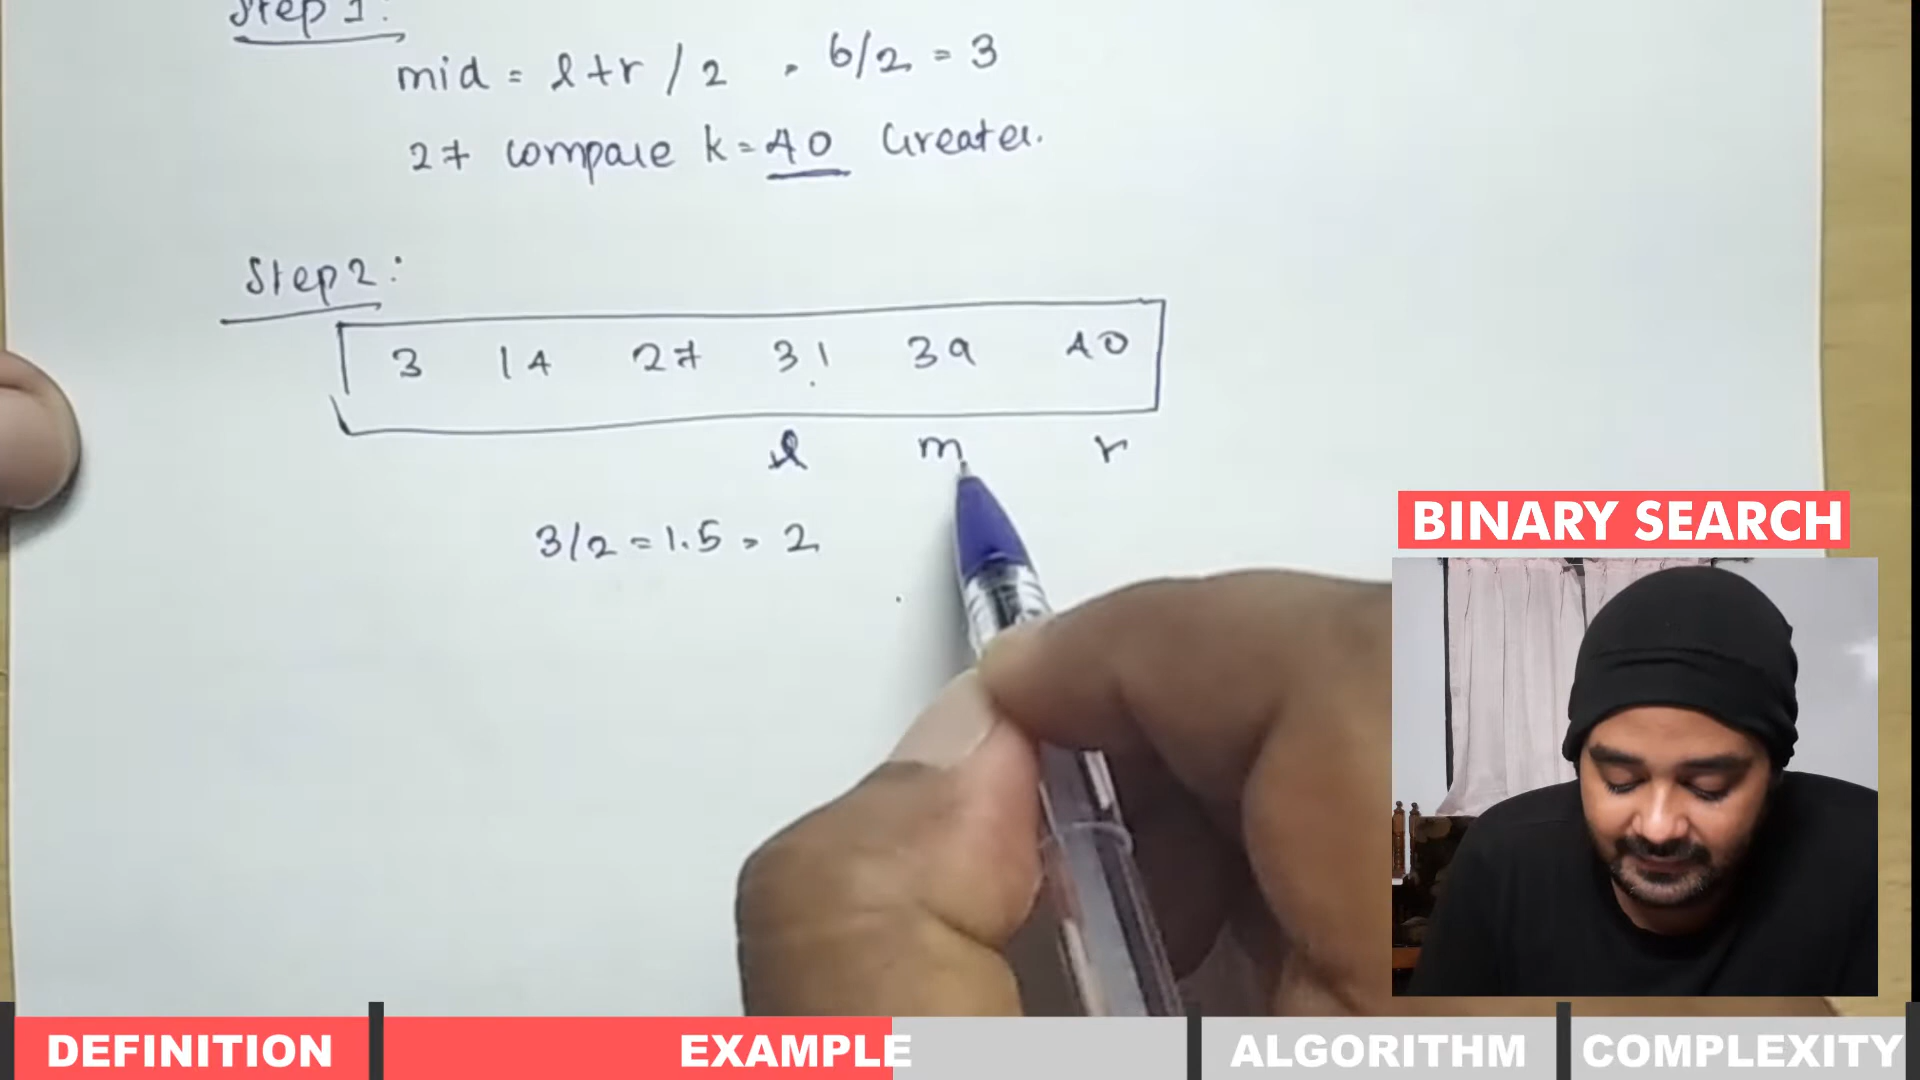 Step 1:
mid = l+r / 2 = 6/2 = 3
27 compare k=40 Greater.
Step 2:
3 14 27 31 39 40
l m r
3/2 = 1.5 = 2
BINARY SEARCH
DEFINITION EXAMPLE ALGORITHM COMPLEXITY